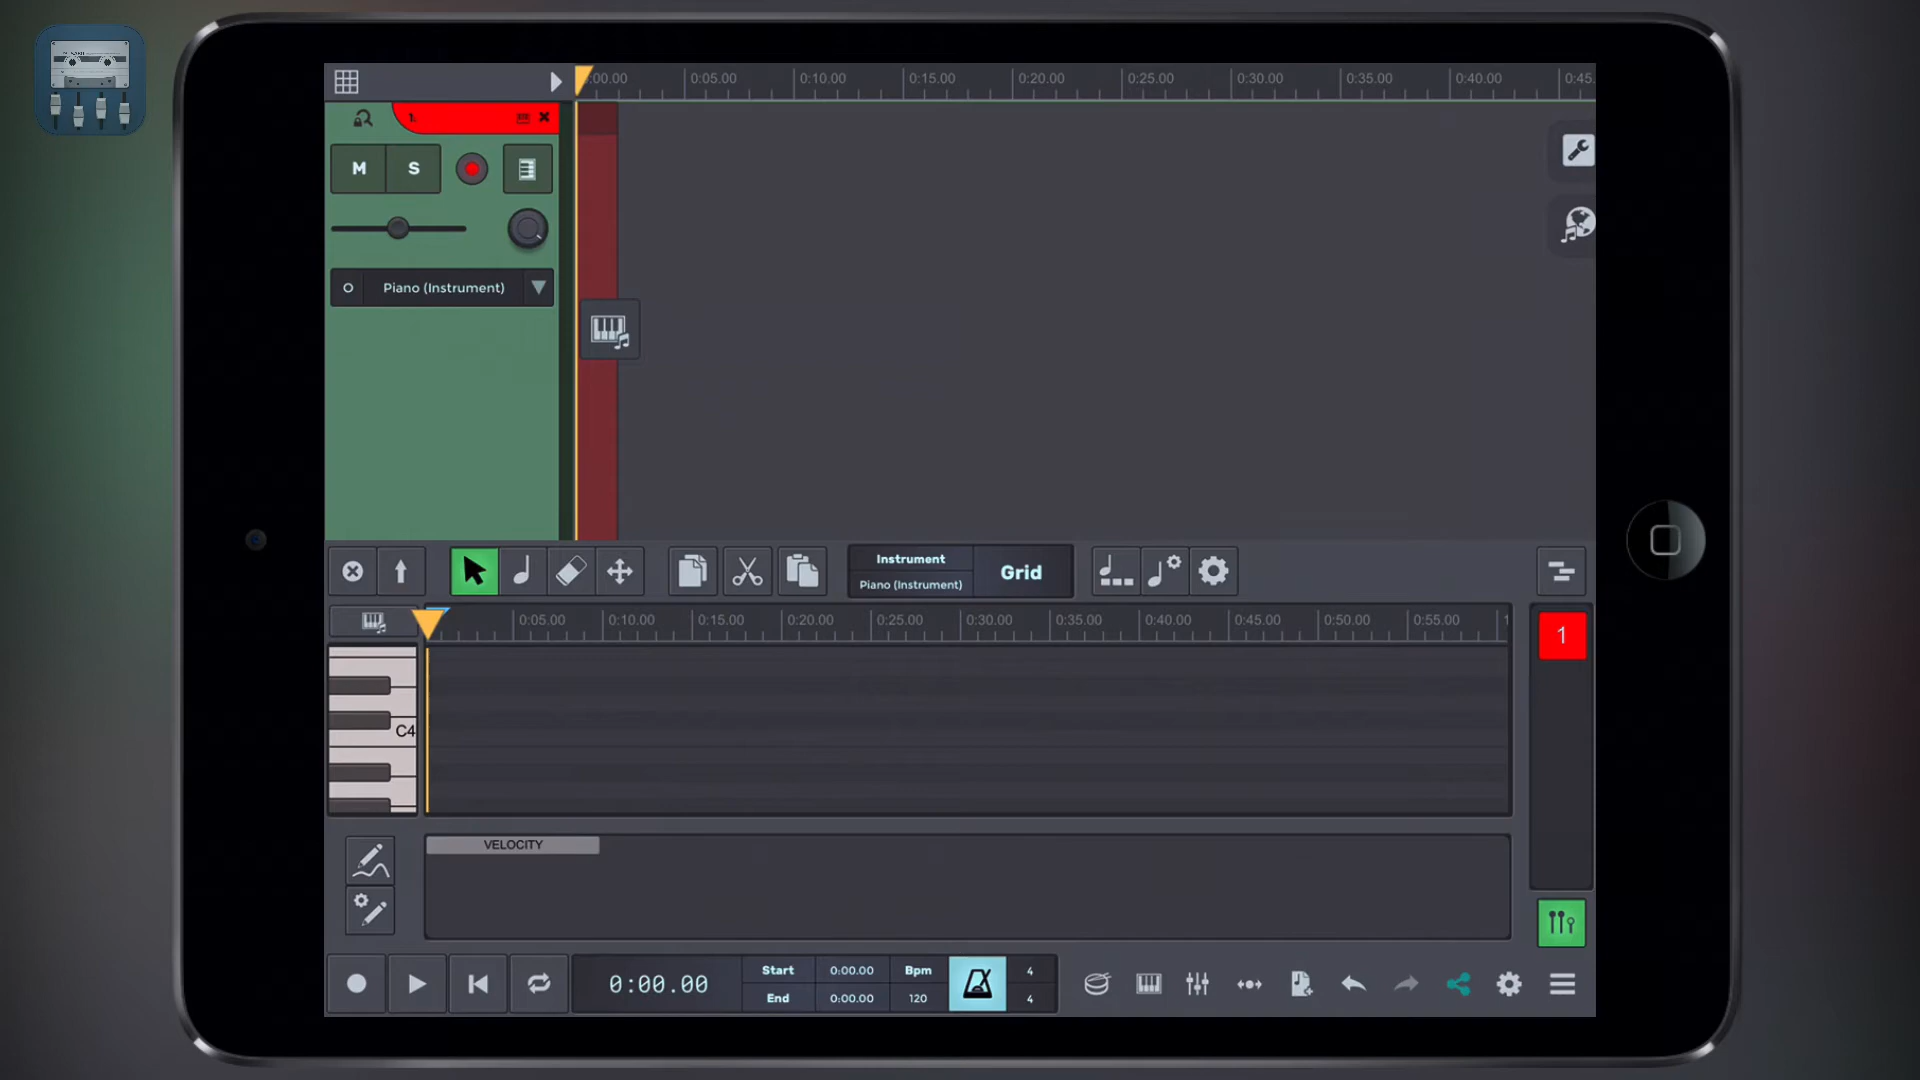 0:00.00 0:05.00 0:10.00 0:15.00 0:20.00 0:25.00 0:30.00 0:35.00 0:40.00 0:45.
1.
M S
Piano (Instrument)
Instrument
Piano (Instrument)
Grid
0:05.00 0:10.00 0:15.00 0:20.00 0:25.00 0:30.00 0:35.00 0:40.00 0:45.00 0:50.00 0:55.00 1
1
C4
VELOCITY
0:00.00
Start 0:00.00 Bpm 4
End 0:00.00 120 4